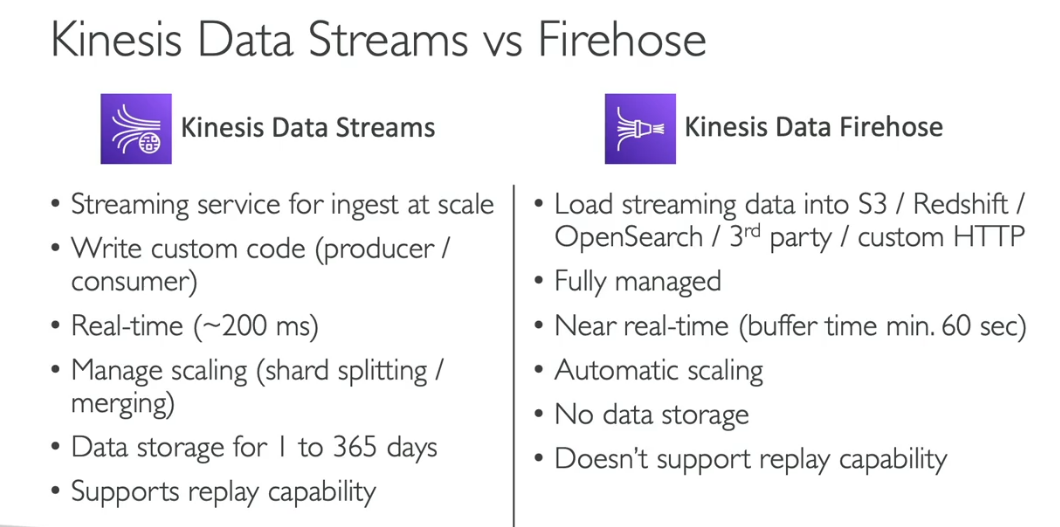 Kinesis Data Streams vs Firehose
Kinesis Data Streams
• Streaming service for ingest at scale
• Write custom code (producer /
consumer)
• Real-time (~200 ms)
• Manage scaling (shard splitting /
merging)
• Data storage for 1 to 365 days
• Supports replay capability
Kinesis Data Firehose
• Load streaming data into S3 / Redshift /
OpenSearch / 3rd party / custom HTTP
• Fully managed
• Near real-time (buffer time min. 60 sec)
• Automatic scaling
• No data storage
• Doesn't support replay capability